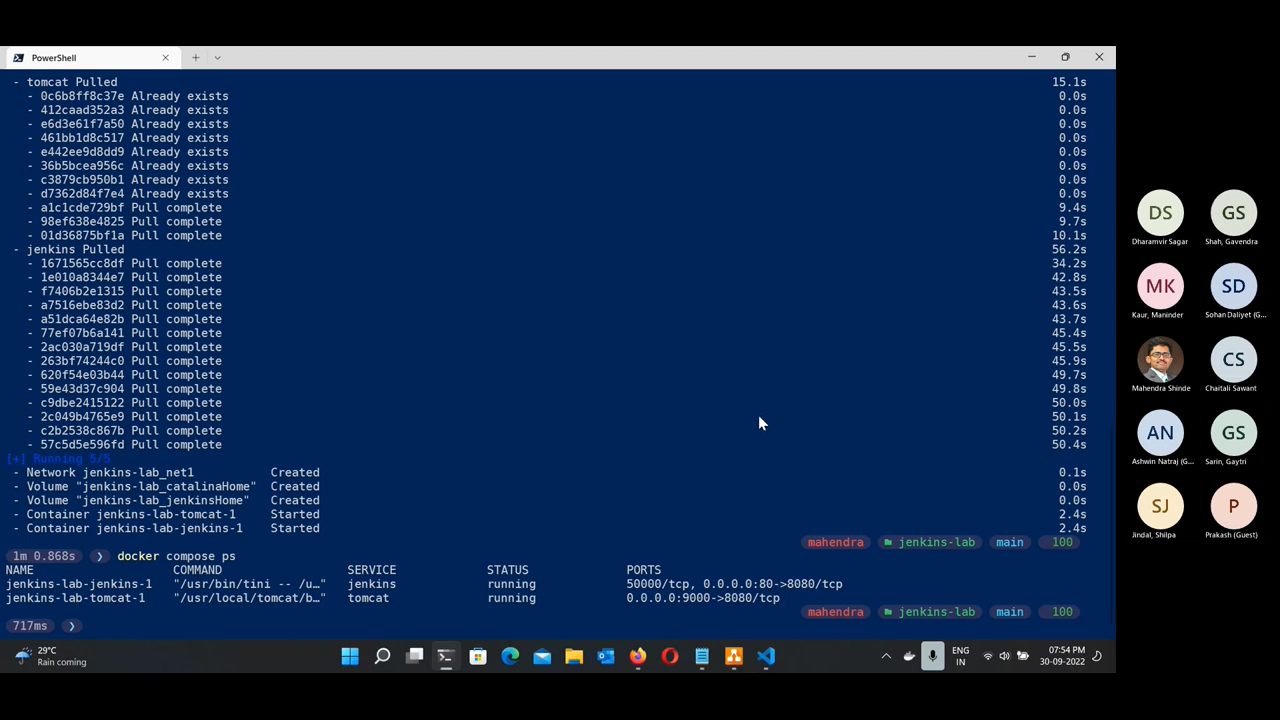 PowerShell
- tomcat Pulled 15.1s
- 0c6b8ff8c37e Already exists 0.0s
- 412caad352a3 Already exists 0.0s
- e6d3e61f7a50 Already exists 0.0s
- 461bb1d8c517 Already exists 0.0s
- e442ee9d8dd9 Already exists 0.0s
- 36b5bcea956c Already exists 0.0s
- c3879cb950b1 Already exists 0.0s
- d7362d84f7e4 Already exists 0.0s
- a1c1cde729bf Pull complete 9.4s
- 98ef638e4825 Pull complete 9.7s
- 01d36875bf1a Pull complete 10.1s
- jenkins Pulled 56.2s
- 1671565cc8df Pull complete 34.2s
- 1e010a8344e7 Pull complete 42.8s
- f7406b2e1315 Pull complete 43.5s
- a7516ebe83d2 Pull complete 43.6s
- a51dca64e82b Pull complete 43.7s
- 77ef07b6a141 Pull complete 45.4s
- 2ac030a719df Pull complete 45.5s
- 263bf74244c0 Pull complete 45.9s
- 620f54e03b44 Pull complete 49.7s
- 59e43d37c904 Pull complete 49.8s
- c9dbe2415122 Pull complete 50.0s
- 2c049b4765e9 Pull complete 50.1s
- c2b2538c867b Pull complete 50.2s
- 57c5d5e596fd Pull complete 50.4s
[+] Running 5/5
- Network jenkins-lab_net1 Created 0.1s
- Volume "jenkins-lab_catalinaHome" Created 0.0s
- Volume "jenkins-lab_jenkinsHome" Created 0.0s
- Container jenkins-lab-tomcat-1 Started 2.4s
- Container jenkins-lab-jenkins-1 Started 2.4s
mahendra jenkins-lab main 100
1m 0.868s ❯ docker compose ps
NAME COMMAND SERVICE STATUS PORTS
jenkins-lab-jenkins-1 "/usr/bin/tini -- /u…" jenkins running 50000/tcp, 0.0.0.0:80->8080/tcp
jenkins-lab-tomcat-1 "/usr/local/tomcat/b…" tomcat running 0.0.0.0:9000->8080/tcp
mahendra jenkins-lab main 100
717ms ❯
29°C
Rain coming
ENG
IN
07:54 PM
30-09-2022
DS GS
Dharamvir Sagar Shah, Gavendra
MK SD
Kaur, Maninder Sohan Daliyet (G...
CS
Mahendra Shinde Chaitali Sawant
AN GS
Ashwin Natraj (G... Sarin, Gaytri
SJ P
Jindal, Shilpa Prakash (Guest)